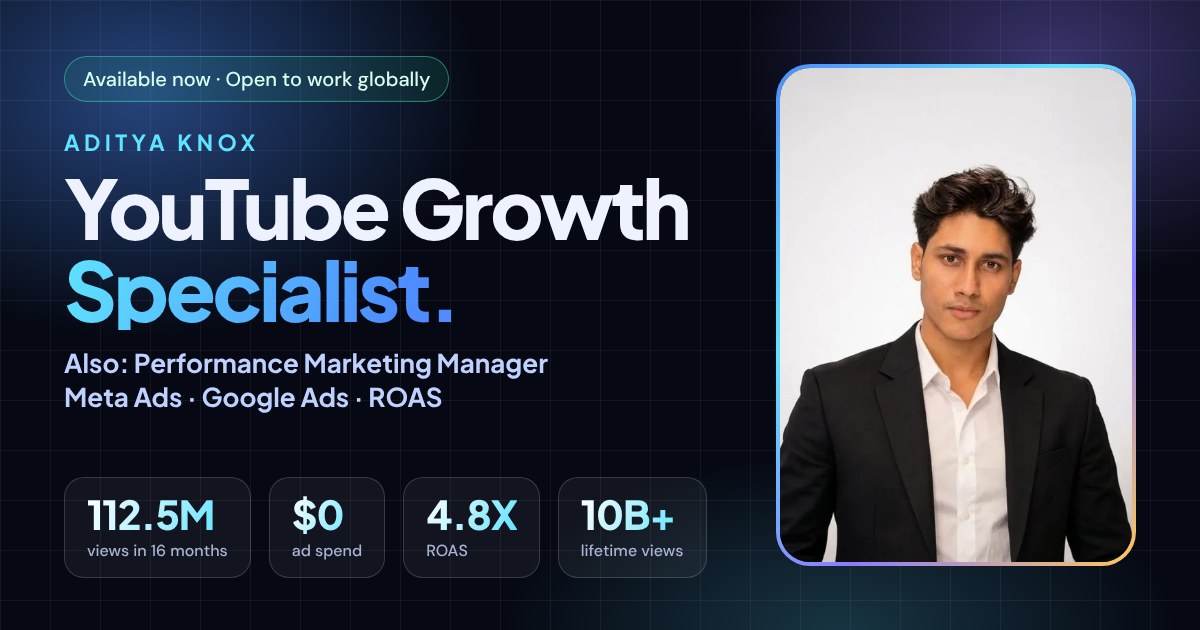 Available now · Open to work globally
ADITYA KNOX
YouTube Growth
Specialist.
Also: Performance Marketing Manager
Meta Ads · Google Ads · ROAS
112.5M
views in 16 months
$0
ad spend
4.8X
ROAS
10B+
lifetime views